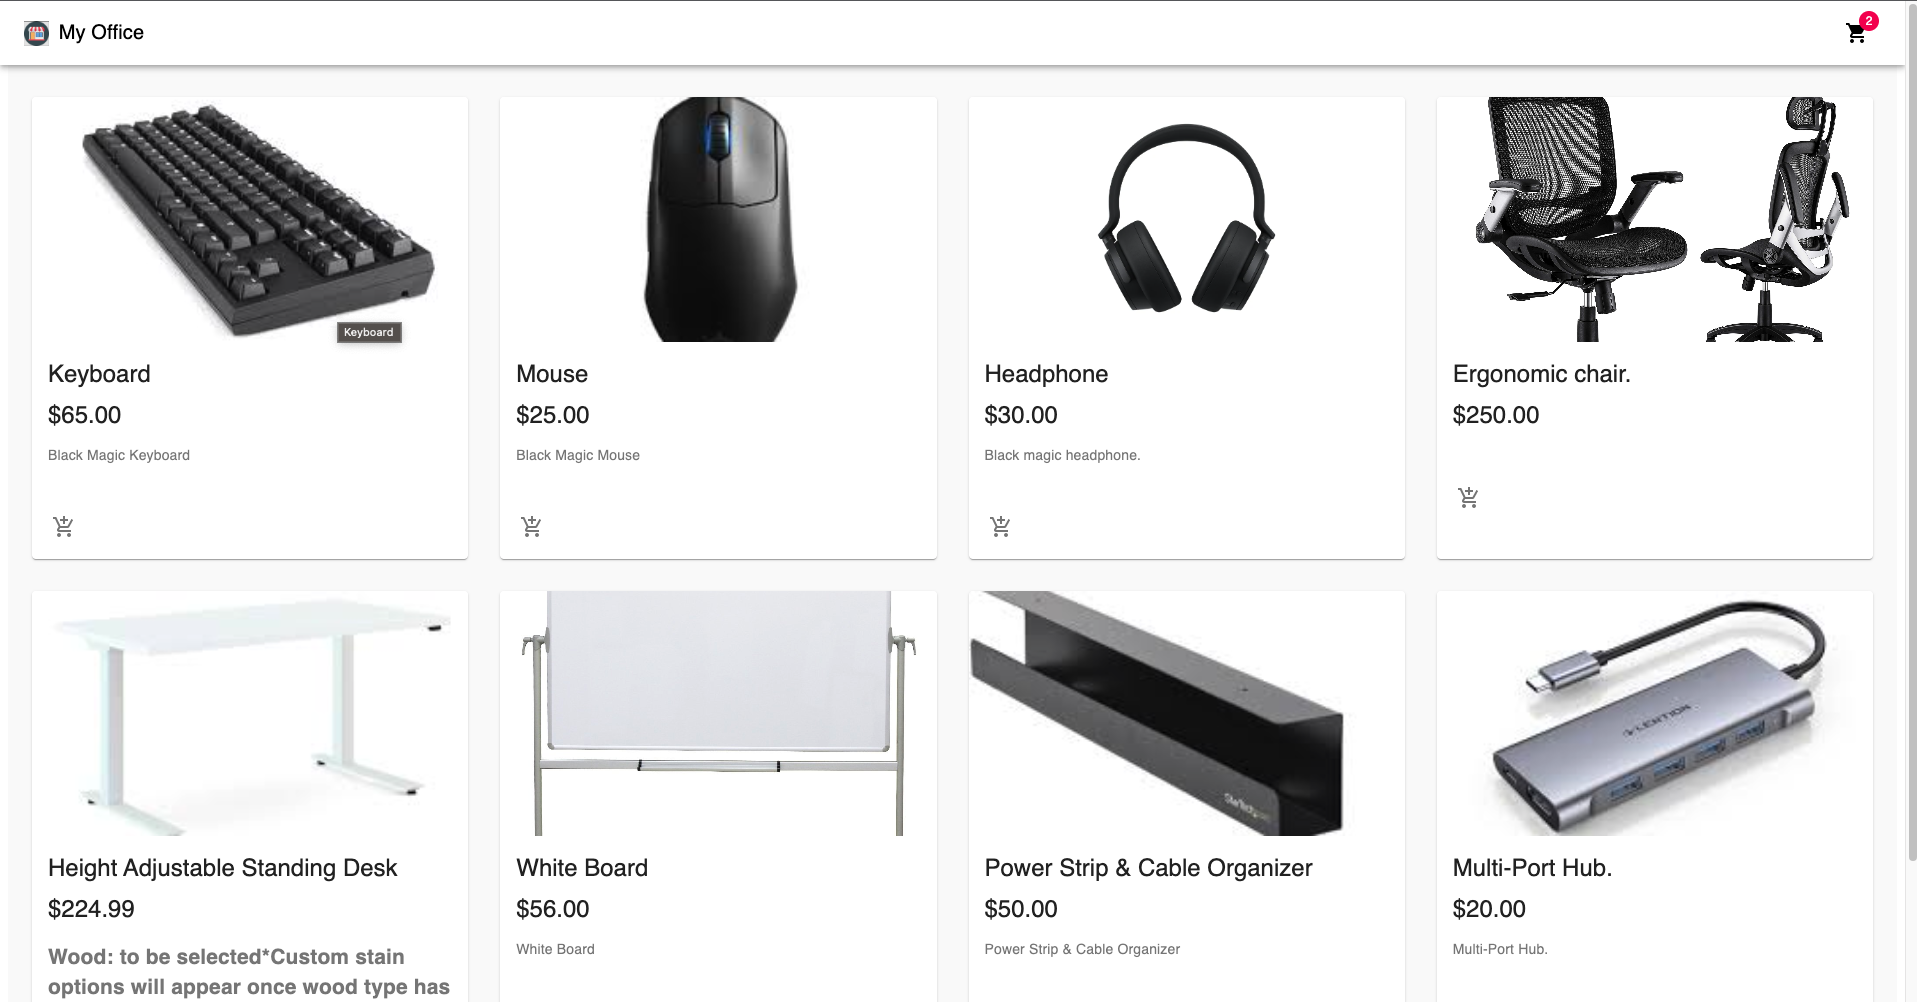 My Office
2
Keyboard
Keyboard
$65.00
Black Magic Keyboard
Mouse
$25.00
Black Magic Mouse
Headphone
$30.00
Black magic headphone.
Ergonomic chair.
$250.00
Height Adjustable Standing Desk
$224.99
Wood: to be selected*Custom stain
options will appear once wood type has
StarTech
White Board
$56.00
White Board
Power Strip & Cable Organizer
$50.00
Power Strip & Cable Organizer
LENTION
Multi-Port Hub.
$20.00
Multi-Port Hub.